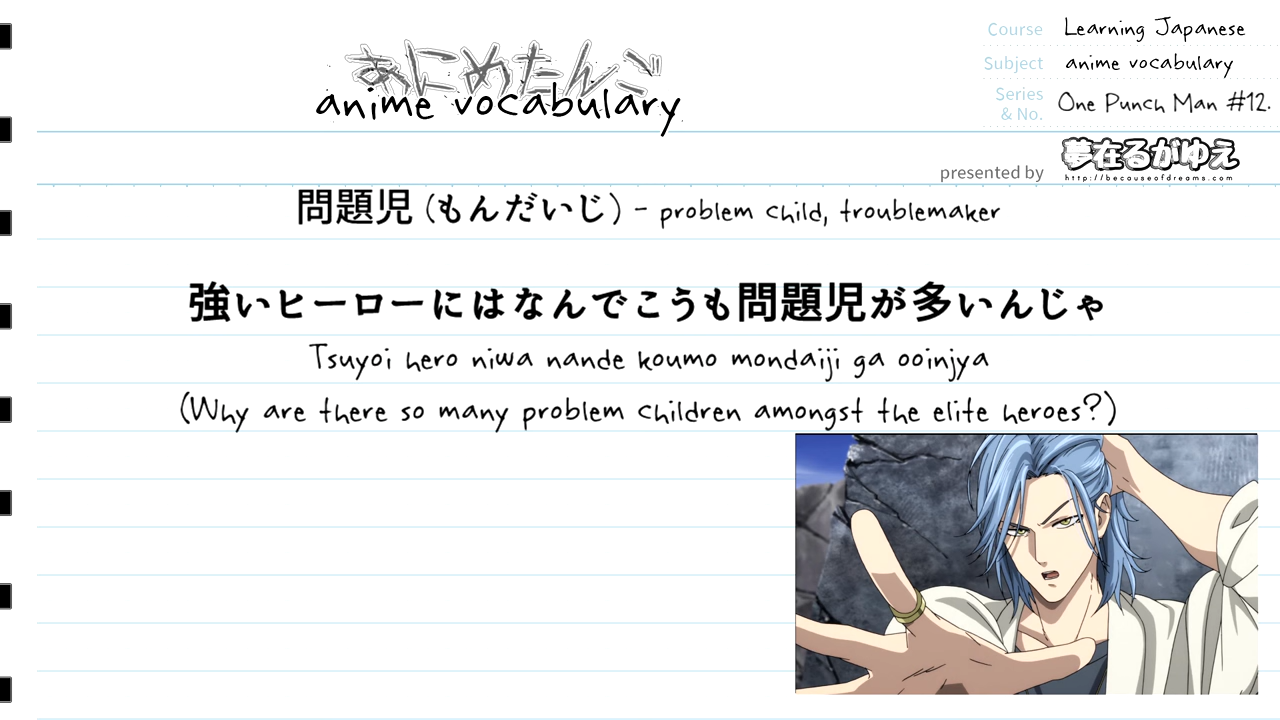 あにめたんご
anime vocabulary
Course Learning Japanese
Subject anime vocabulary
Series & No. One Punch Man #12.
presented by 夢在るがゆえ
http://becauseofdreams.com
問題児 (もんだいじ) - problem child, troublemaker
強いヒーローにはなんでこうも問題児が多いんじゃ
Tsuyoi hero niwa nande koumo mondaiji ga ooinjya
(Why are there so many problem children amongst the elite heroes?)